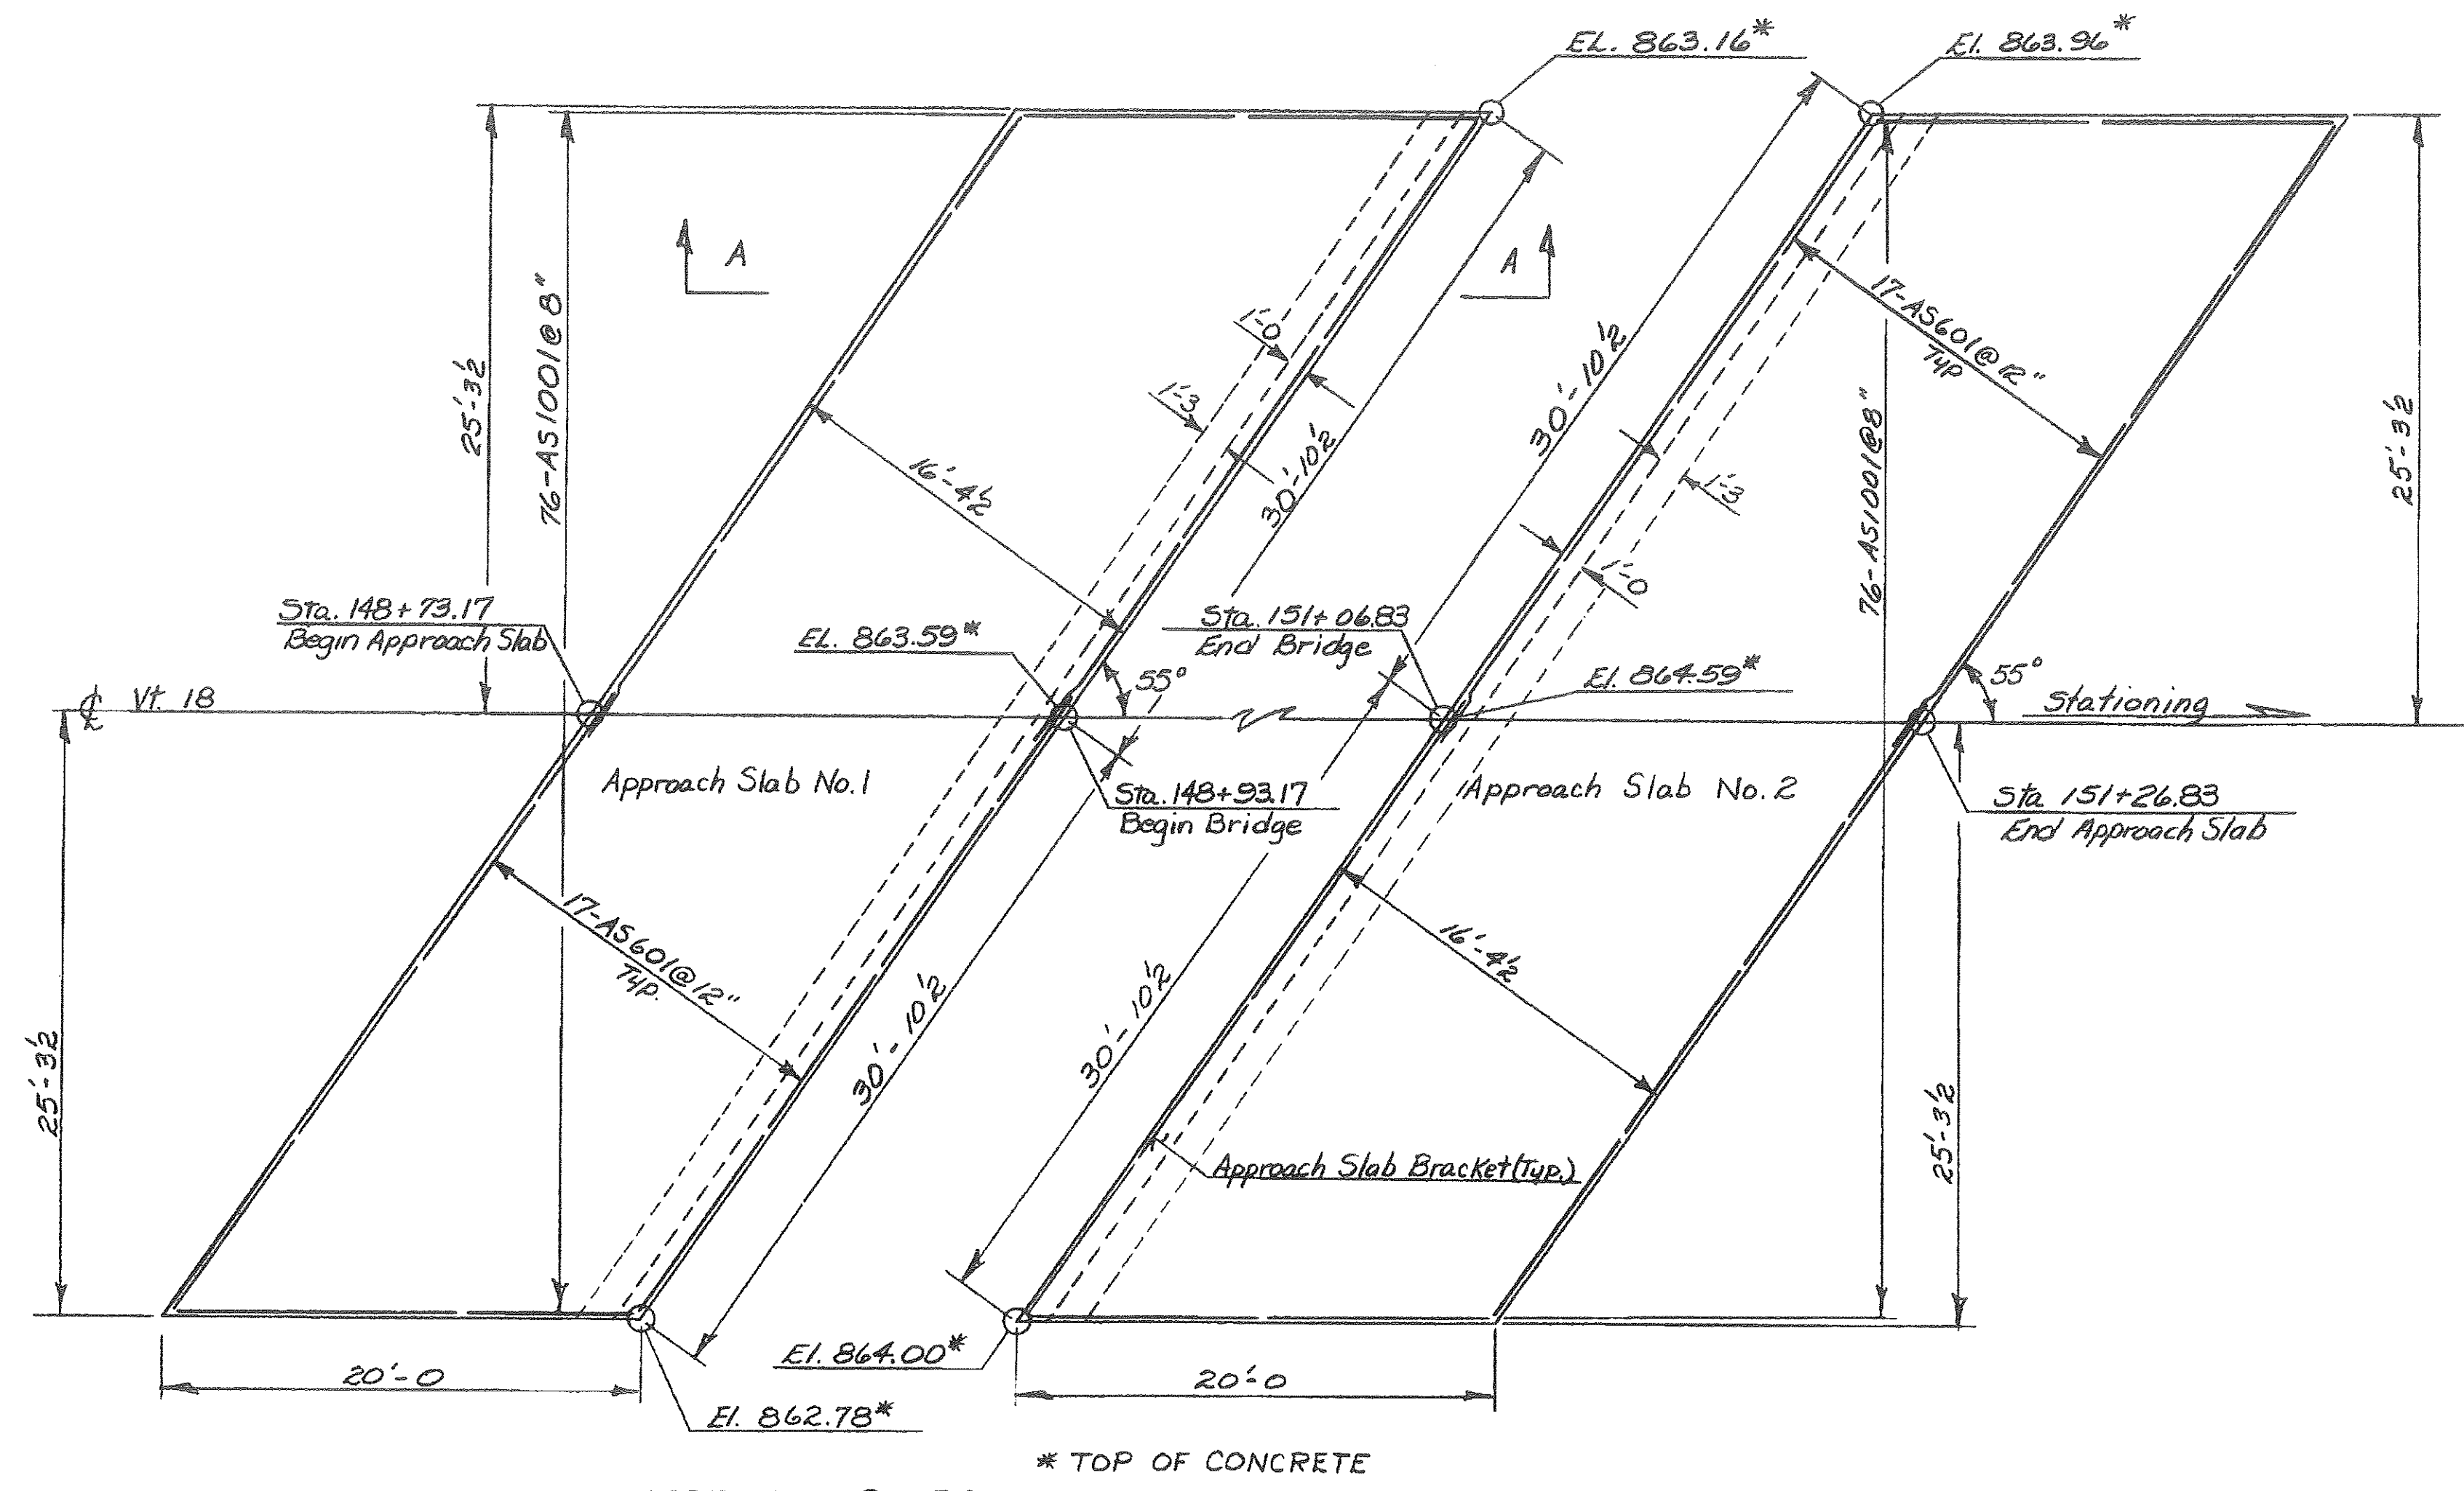 EL. 863.16*
El. 863.96*
A
A
25'-3½
76-AS1001@8"
1'-0
1'-3
16'-4½
30'-10½
30'-10½
17-AS601@12"
Typ
1'-3
1'-0
76-AS1001@8"
25'-3½
Sta. 148+73.17
Begin Approach Slab
EL. 863.59*
55°
Sta. 151+06.83
End Bridge
El. 864.59*
55°
Stationing
℄ Vt. 18
Approach Slab No. 1
Sta. 148+93.17
Begin Bridge
Approach Slab No. 2
Sta 151+26.83
End Approach Slab
17-AS601@12"
Typ.
25'-3½
30'-10½
30'-10½
16'-4½
Approach Slab Bracket (Typ.)
25'-3½
20'-0
El. 864.00*
20'-0
El. 862.78*
* TOP OF CONCRETE